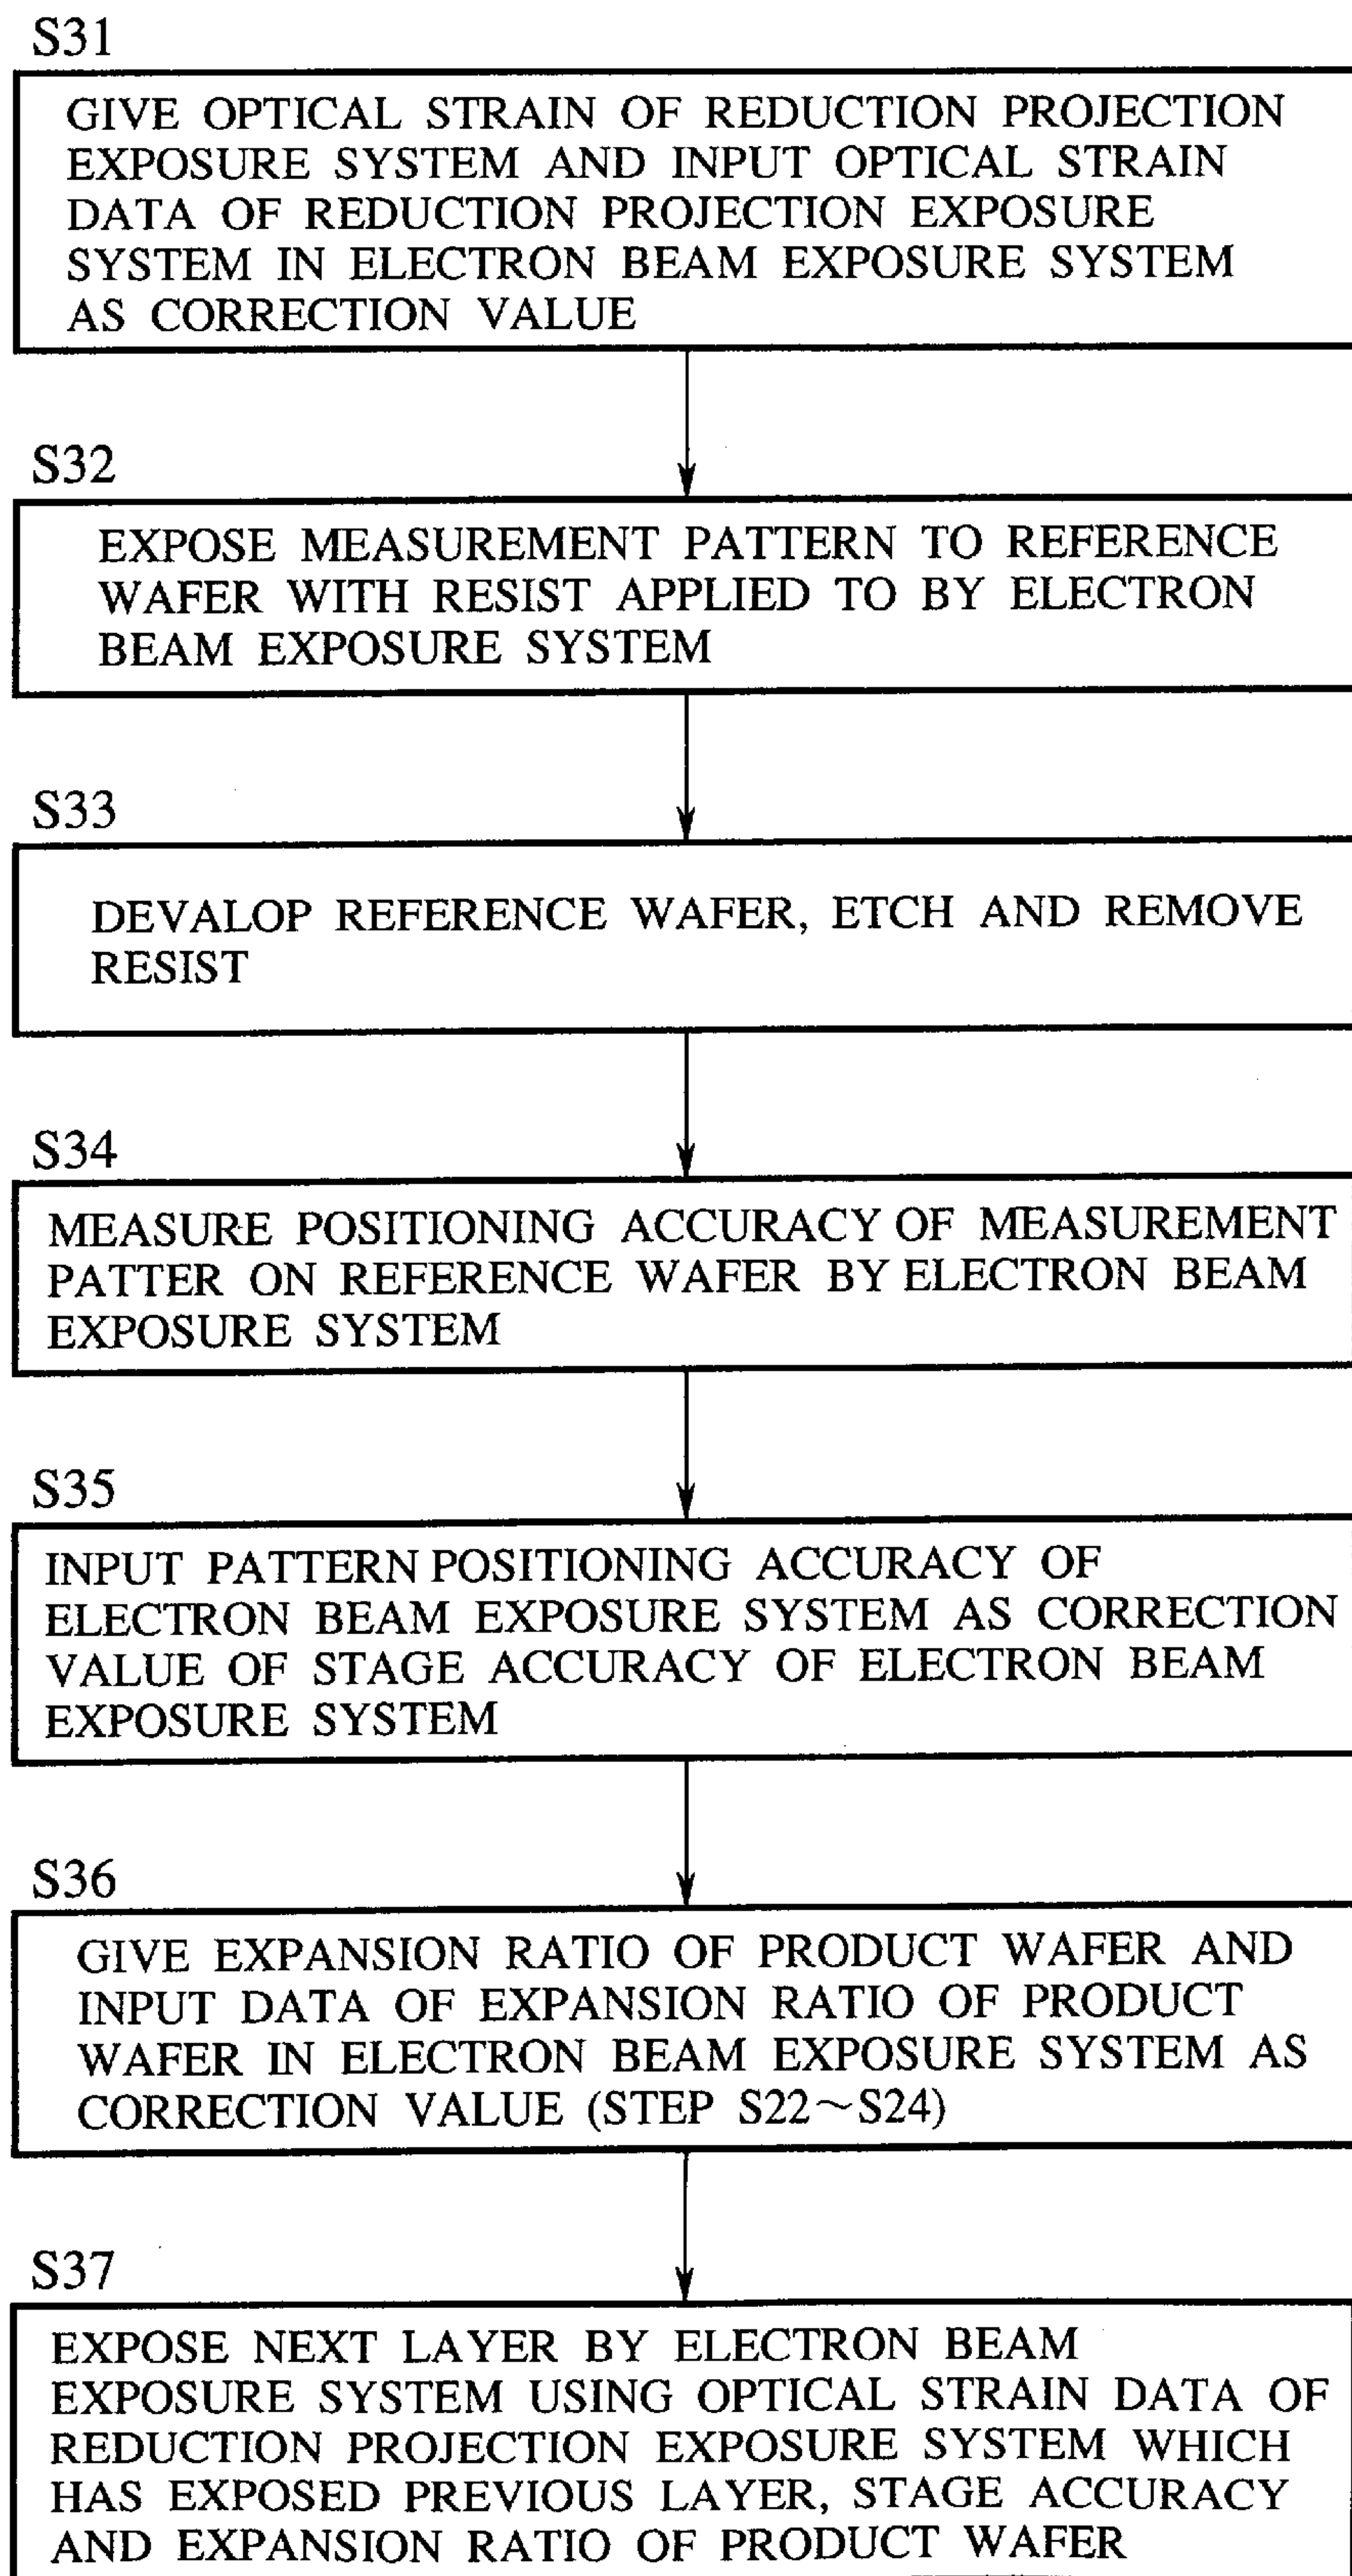 S31
GIVE OPTICAL STRAIN OF REDUCTION PROJECTION
EXPOSURE SYSTEM AND INPUT OPTICAL STRAIN
DATA OF REDUCTION PROJECTION EXPOSURE
SYSTEM IN ELECTRON BEAM EXPOSURE SYSTEM
AS CORRECTION VALUE
S32
EXPOSE MEASUREMENT PATTERN TO REFERENCE
WAFER WITH RESIST APPLIED TO BY ELECTRON
BEAM EXPOSURE SYSTEM
S33
DEVALOP REFERENCE WAFER, ETCH AND REMOVE
RESIST
S34
MEASURE POSITIONING ACCURACY OF MEASUREMENT
PATTER ON REFERENCE WAFER BY ELECTRON BEAM
EXPOSURE SYSTEM
S35
INPUT PATTERN POSITIONING ACCURACY OF
ELECTRON BEAM EXPOSURE SYSTEM AS CORRECTION
VALUE OF STAGE ACCURACY OF ELECTRON BEAM
EXPOSURE SYSTEM
S36
GIVE EXPANSION RATIO OF PRODUCT WAFER AND
INPUT DATA OF EXPANSION RATIO OF PRODUCT
WAFER IN ELECTRON BEAM EXPOSURE SYSTEM AS
CORRECTION VALUE (STEP S22～S24)
S37
EXPOSE NEXT LAYER BY ELECTRON BEAM
EXPOSURE SYSTEM USING OPTICAL STRAIN DATA OF
REDUCTION PROJECTION EXPOSURE SYSTEM WHICH
HAS EXPOSED PREVIOUS LAYER, STAGE ACCURACY
AND EXPANSION RATIO OF PRODUCT WAFER